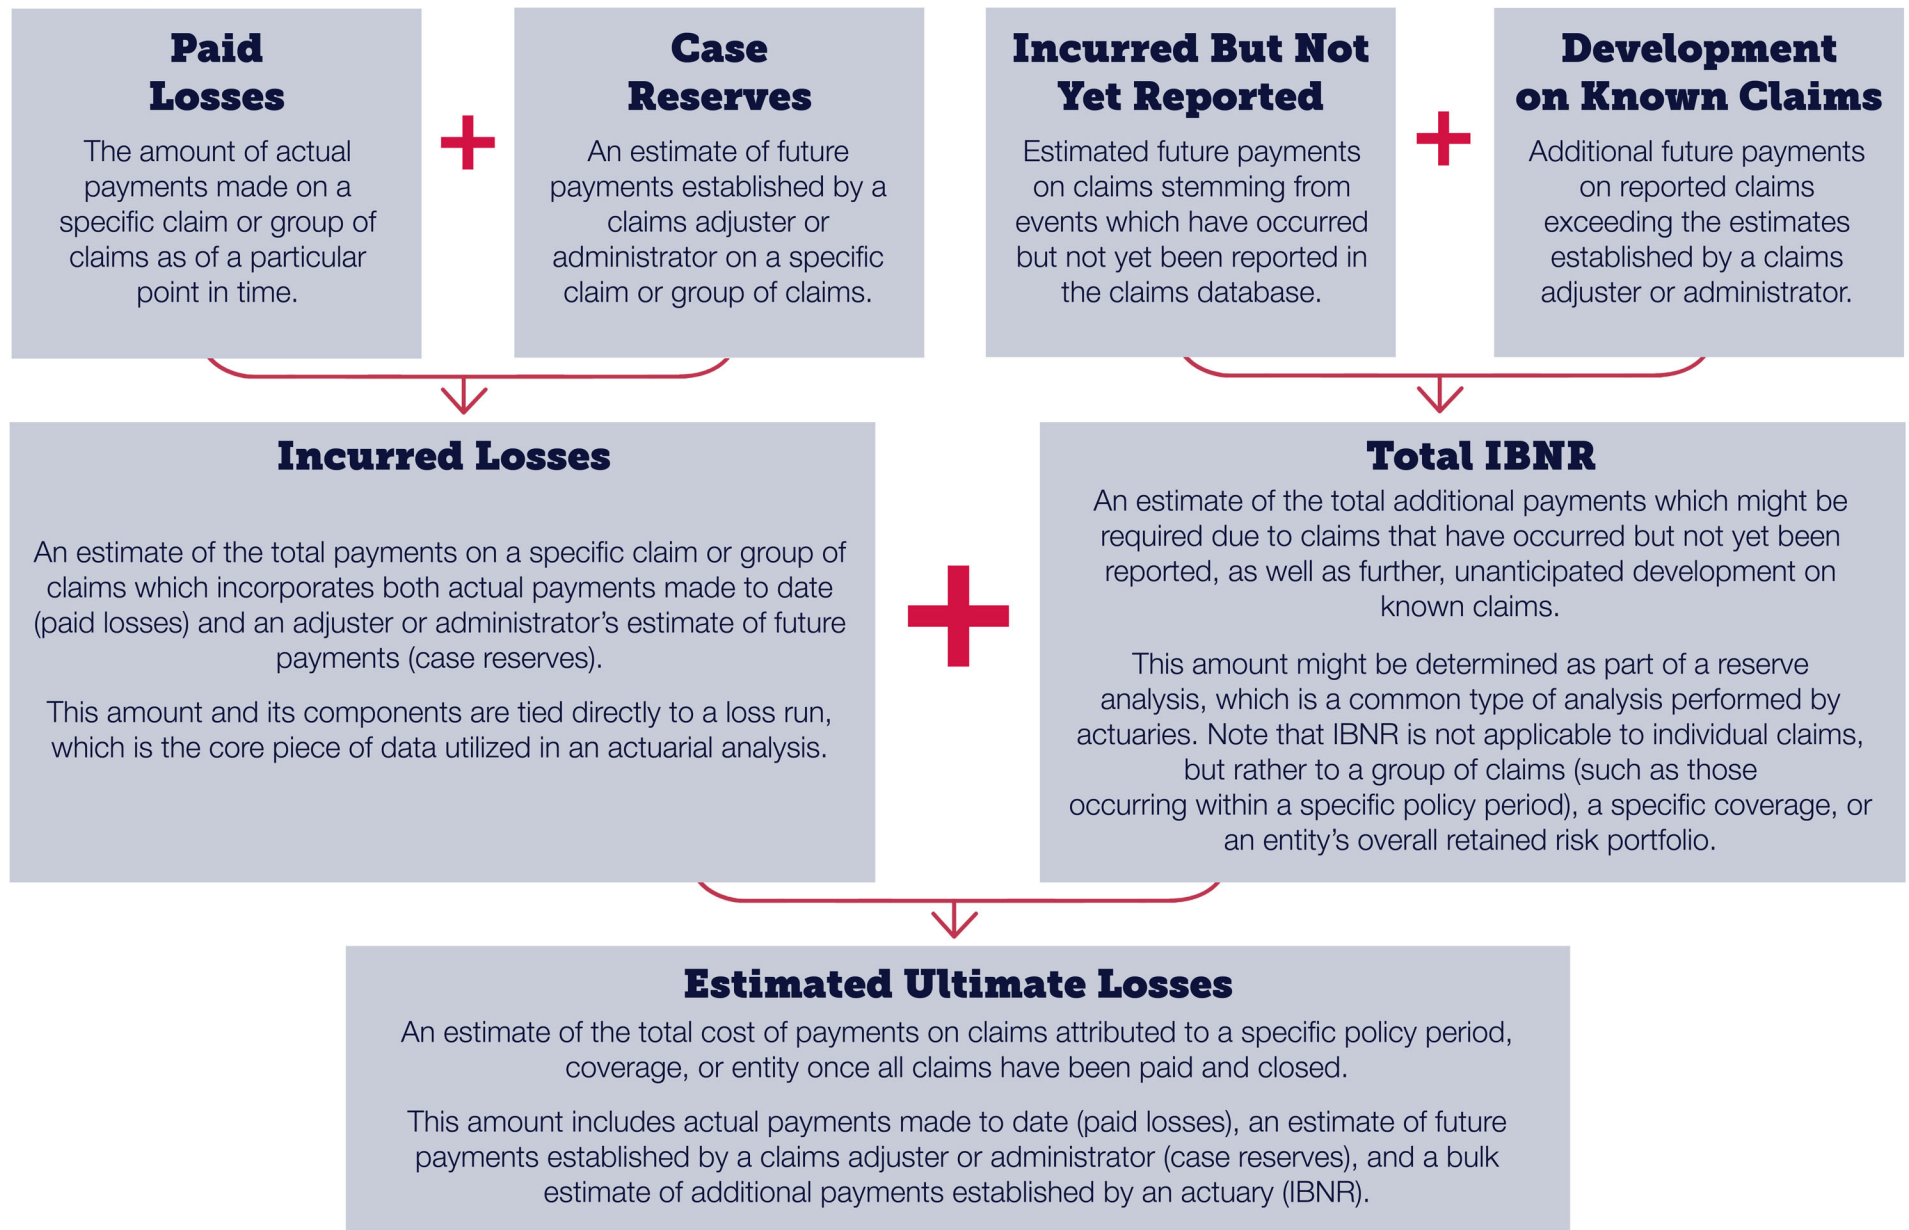 Paid
Losses
The amount of actual
payments made on a
specific claim or group of
claims as of a particular
point in time.
+
Case
Reserves
An estimate of future
payments established by a
claims adjuster or
administrator on a specific
claim or group of claims.
Incurred But Not
Yet Reported
Estimated future payments
on claims stemming from
events which have occurred
but not yet been reported in
the claims database.
+
Development
on Known Claims
Additional future payments
on reported claims
exceeding the estimates
established by a claims
adjuster or administrator.
Incurred Losses
An estimate of the total payments on a specific claim or group of
claims which incorporates both actual payments made to date
(paid losses) and an adjuster or administrator’s estimate of future
payments (case reserves).
This amount and its components are tied directly to a loss run,
which is the core piece of data utilized in an actuarial analysis.
+
Total IBNR
An estimate of the total additional payments which might be
required due to claims that have occurred but not yet been
reported, as well as further, unanticipated development on
known claims.
This amount might be determined as part of a reserve
analysis, which is a common type of analysis performed by
actuaries. Note that IBNR is not applicable to individual claims,
but rather to a group of claims (such as those
occurring within a specific policy period), a specific coverage, or
an entity’s overall retained risk portfolio.
Estimated Ultimate Losses
An estimate of the total cost of payments on claims attributed to a specific policy period,
coverage, or entity once all claims have been paid and closed.
This amount includes actual payments made to date (paid losses), an estimate of future
payments established by a claims adjuster or administrator (case reserves), and a bulk
estimate of additional payments established by an actuary (IBNR).